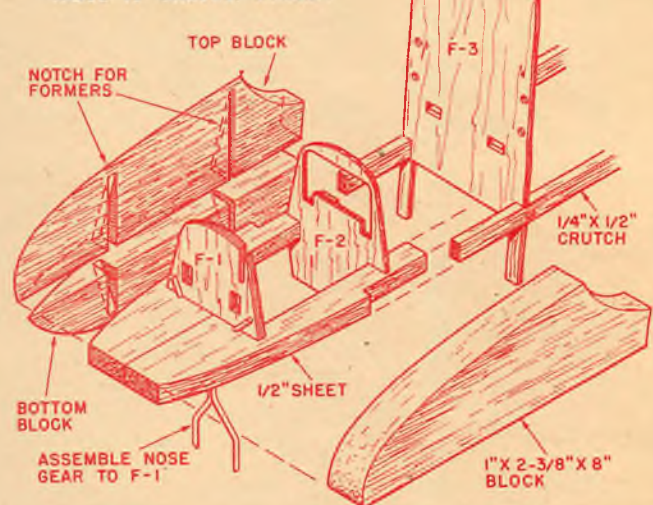 TOP BLOCK
NOTCH FOR
FORMERS
F-3
1/4" X 1/2"
CRUTCH
F-2
F-1
1/2" SHEET
BOTTOM
BLOCK
ASSEMBLE NOSE
GEAR TO F-1
1" X 2-3/8" X 8"
BLOCK